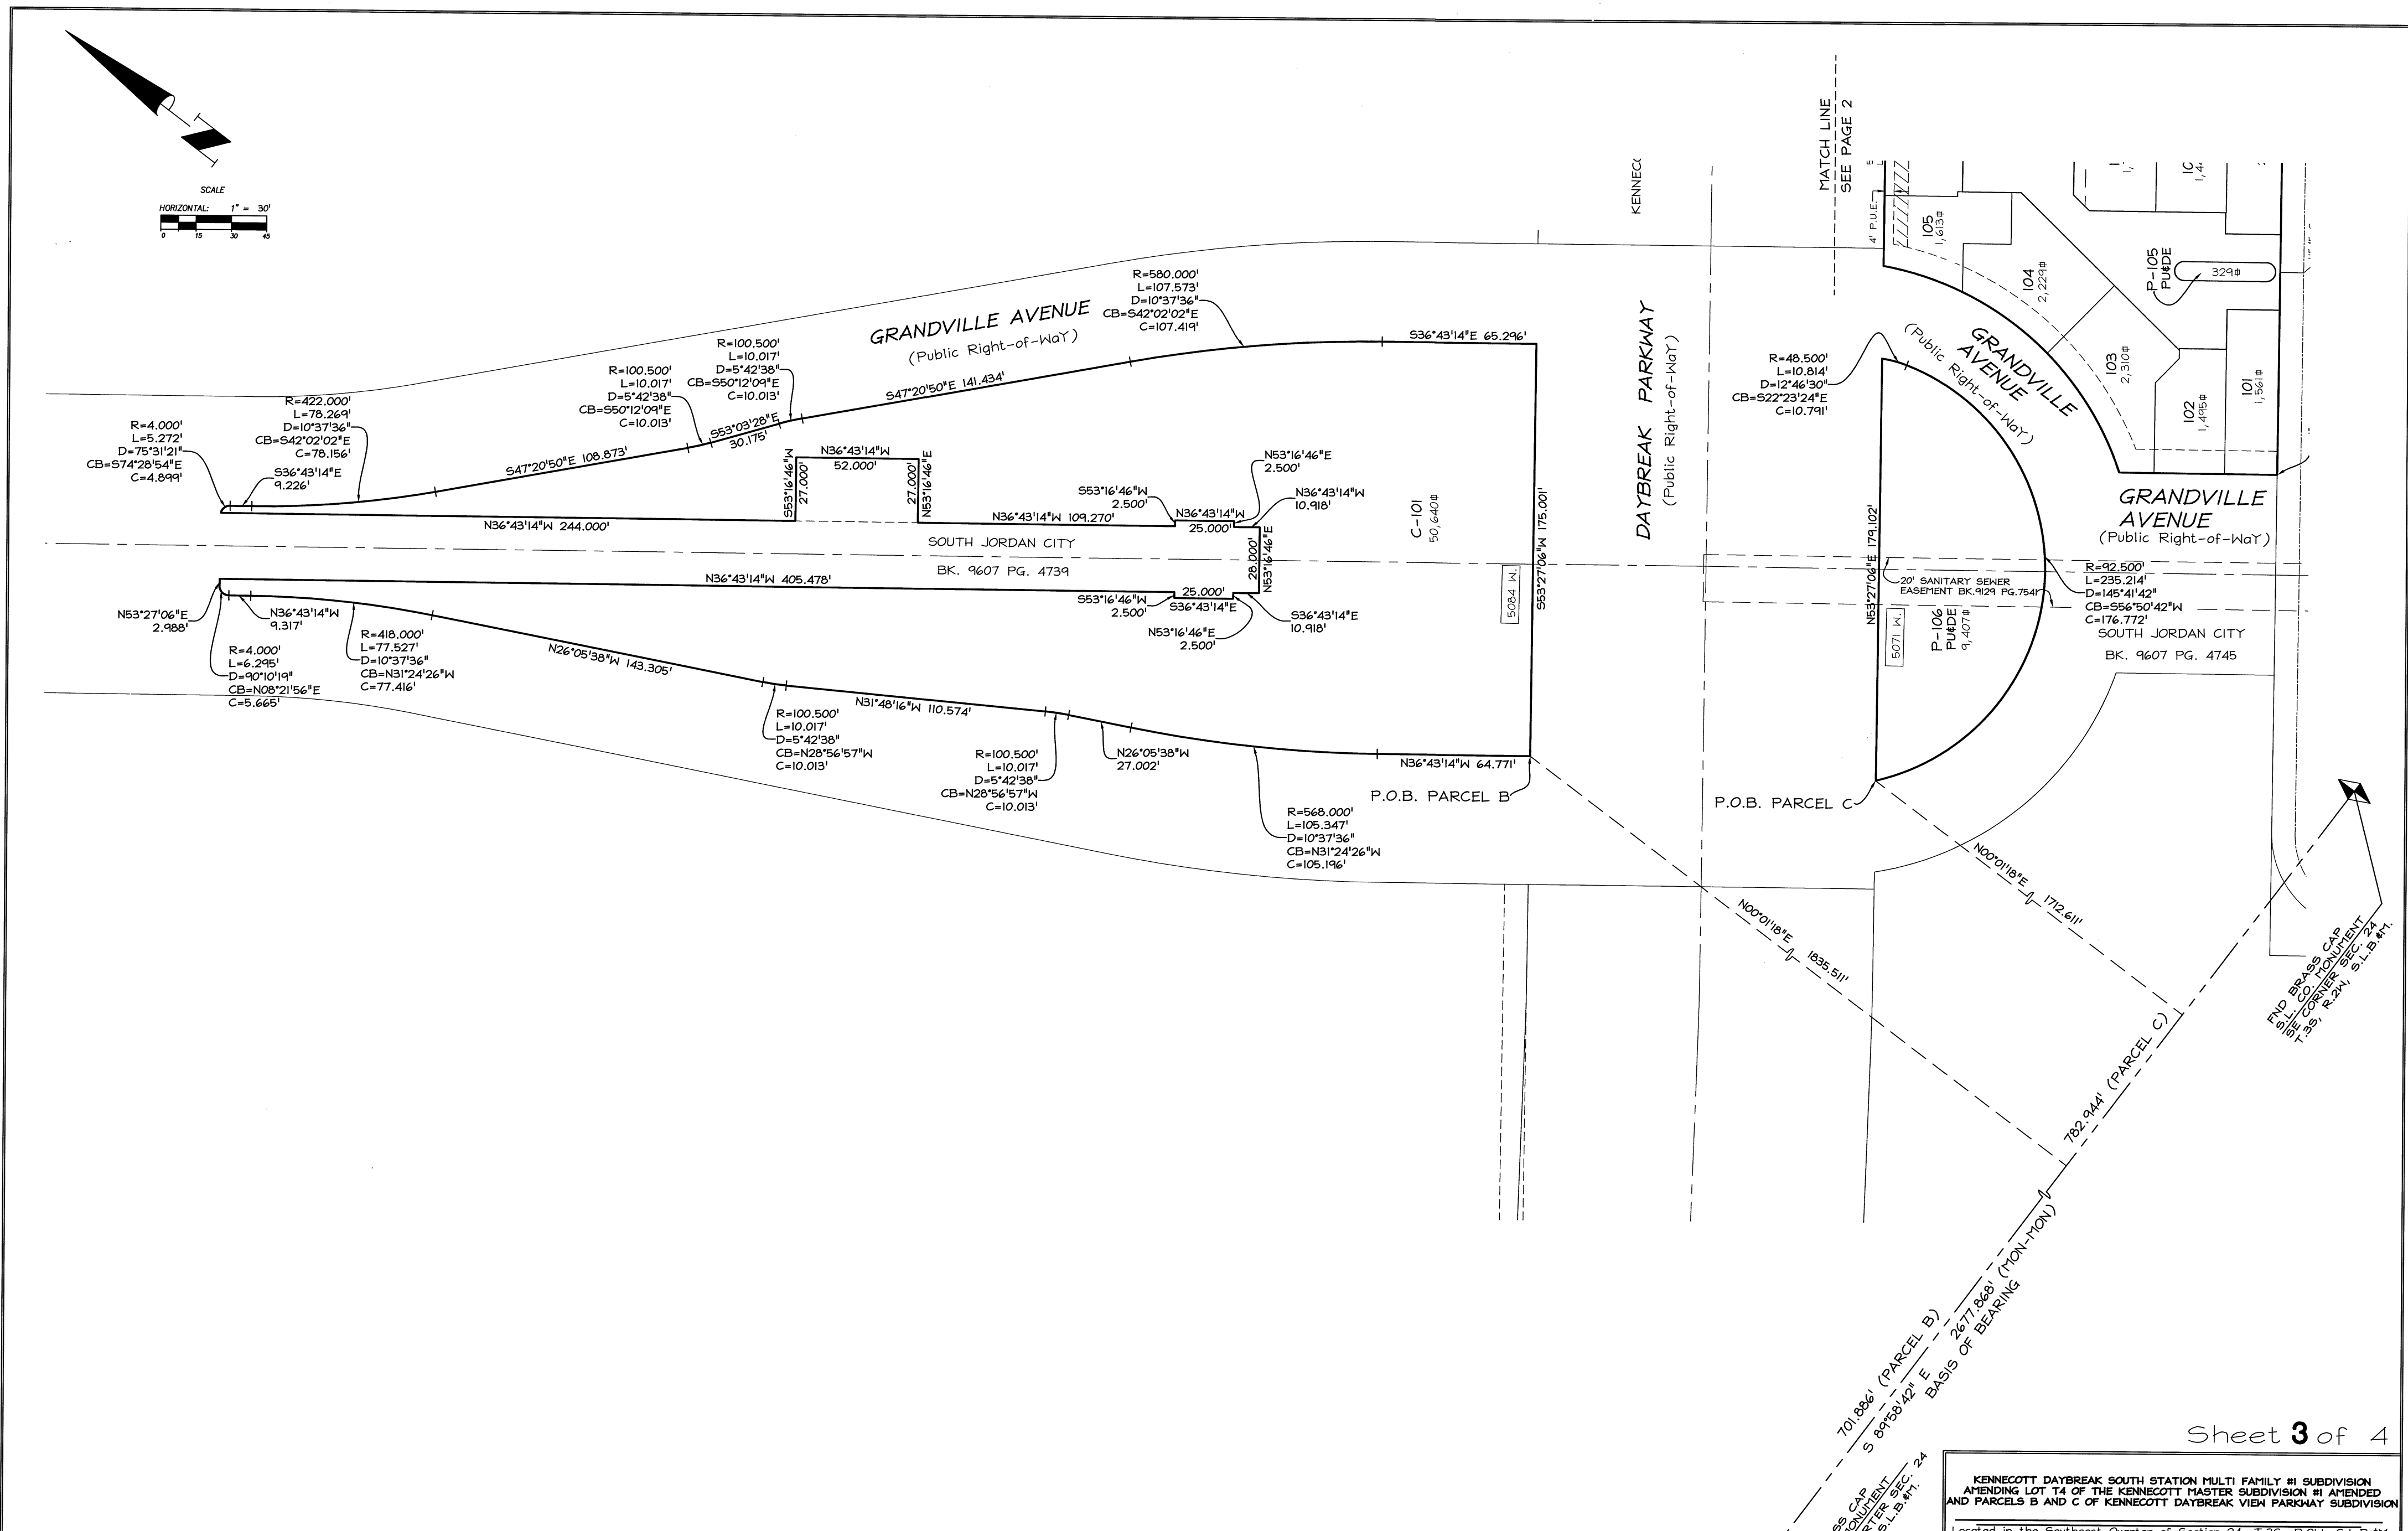 SCALE
HORIZONTAL: 1" = 30'
0 15 30 45
R=4.000'
L=5.272'
D=75°31'21"
CB=S74°28'54"E
C=4.899'
S36°43'14"E
9.226'
R=422.000'
L=78.269'
D=10°37'36"
CB=S42°02'02"E
C=78.156'
S47°20'50"E 108.873'
R=100.500'
L=10.017'
D=5°42'38"
CB=S50°12'09"E
C=10.013'
S53°03'28"E
30.175'
R=100.500'
L=10.017'
D=5°42'38"
CB=S50°12'09"E
C=10.013'
S47°20'50"E 141.434'
GRANDVILLE AVENUE
(Public Right-of-WaY)
R=580.000'
L=107.573'
D=10°37'36"
CB=S42°02'02"E
C=107.419'
S36°43'14"E 65.296'
N36°43'14"W 244.000'
S53°16'46"W
27.000'
N36°43'14"W
52.000'
27.000'
N53°16'46"E
N36°43'14"W 109.270'
S53°16'46"W
2.500'
N36°43'14"W
25.000'
N53°16'46"E
2.500'
N36°43'14"W
10.918'
28.000'
N53°16'46"E
SOUTH JORDAN CITY
BK. 9607 PG. 4739
N36°43'14"W 405.478'
S53°16'46"W
2.500'
25.000'
S36°43'14"E
N53°16'46"E
2.500'
S36°43'14"E
10.918'
C-101
50,640⌽
5084 W.
S53°27'06"W 175.001'
N53°27'06"E
2.988'
R=4.000'
L=6.295'
D=90°10'19"
CB=N08°21'56"E
C=5.665'
N36°43'14"W
9.317'
R=418.000'
L=77.527'
D=10°37'36"
CB=N31°24'26"W
C=77.416'
N26°05'38"W 143.305'
R=100.500'
L=10.017'
D=5°42'38"
CB=N28°56'57"W
C=10.013'
N31°48'16"W 110.574'
R=100.500'
L=10.017'
D=5°42'38"
CB=N28°56'57"W
C=10.013'
N26°05'38"W
27.002'
R=568.000'
L=105.347'
D=10°37'36"
CB=N31°24'26"W
C=105.196'
N36°43'14"W 64.771'
P.O.B. PARCEL B
KENNEC
DAYBREAK PARKWAY
(Public Right-of-WaY)
MATCH LINE
SEE PAGE 2
4' P.U.E.
5
L
105
1,613⌽
104
2,229⌽
103
2,310⌽
102
1,495⌽
101
1,561⌽
P-105
PU&DE
329⌽
R=48.500'
L=10.814'
D=12°46'30"
CB=S22°23'24"E
C=10.791'
GRANDVILLE
AVENUE
(Public Right-of-WaY)
GRANDVILLE
AVENUE
(Public Right-of-WaY)
N53°27'06"E 179.102'
20' SANITARY SEWER
EASEMENT BK.9129 PG.7541
5071 W.
P-106
PU&DE
9,407⌽
R=92.500'
L=235.214'
D=145°41'42"
CB=S56°50'42"W
C=176.772'
SOUTH JORDAN CITY
BK. 9607 PG. 4745
P.O.B. PARCEL C
N00°01'18"E 1712.611'
N00°01'18"E 1835.511'
FND BRASS CAP
S.L. CO. MONUMENT
SE CORNER SEC. 24
T.3S, R.2W, S.L.B.&M.
782.944' (PARCEL C)
701.886' (PARCEL B)
S 89°58'42" E 2677.868' (MON-MON)
BASIS OF BEARING
SS CAP
ONUMENT
RTER SEC. 24
S.L.B.&M.
Sheet 3 of 4
KENNECOTT DAYBREAK SOUTH STATION MULTI FAMILY #1 SUBDIVISION
AMENDING LOT T4 OF THE KENNECOTT MASTER SUBDIVISION #1 AMENDED
AND PARCELS B AND C OF KENNECOTT DAYBREAK VIEW PARKWAY SUBDIVISION
Located in the Southeast Quarter of Section 24, T.3S, R.2W, S.L.B.&M.